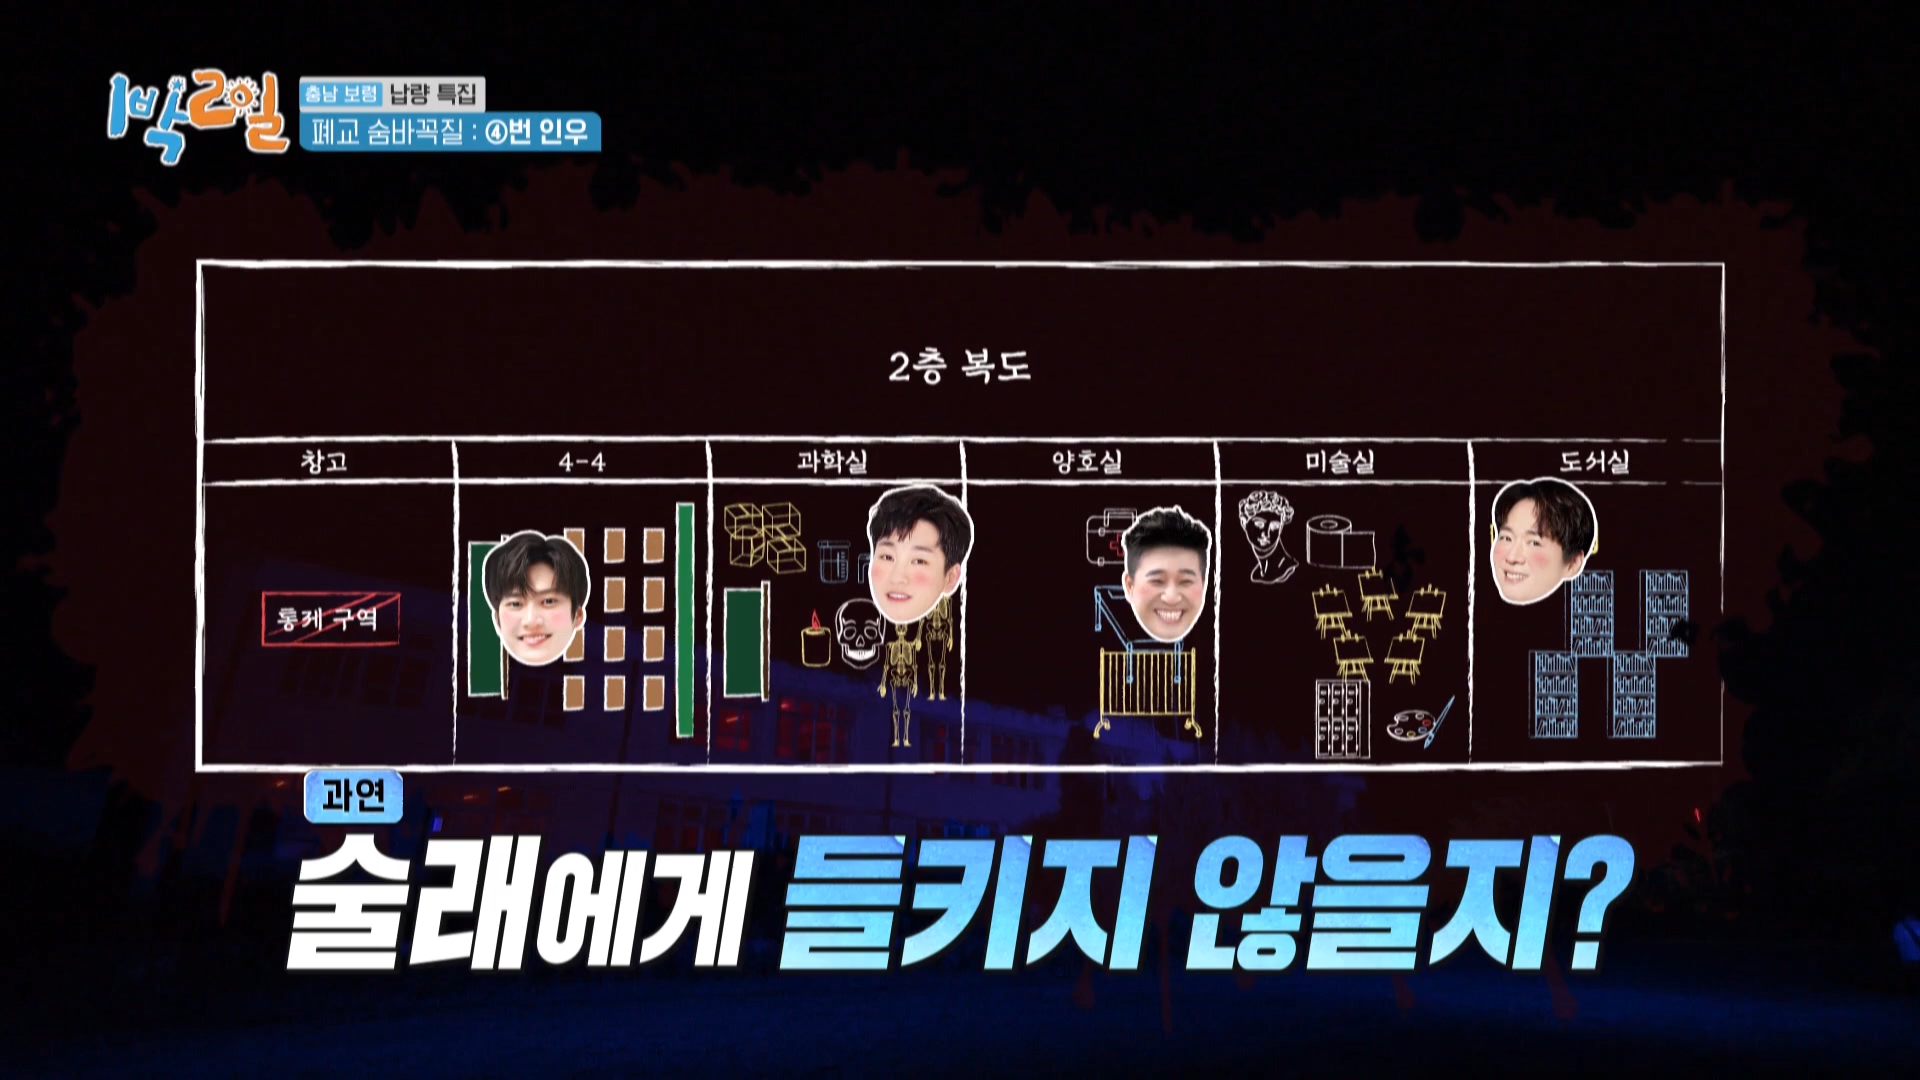 1박2일
충남 보령 납량 특집
폐교 숨바꼭질 : ④번 인우
2층 복도
창고 4-4 과학실 양호실 미술실 도서실
통제 구역
과연
술래에게 들키지 않을지?